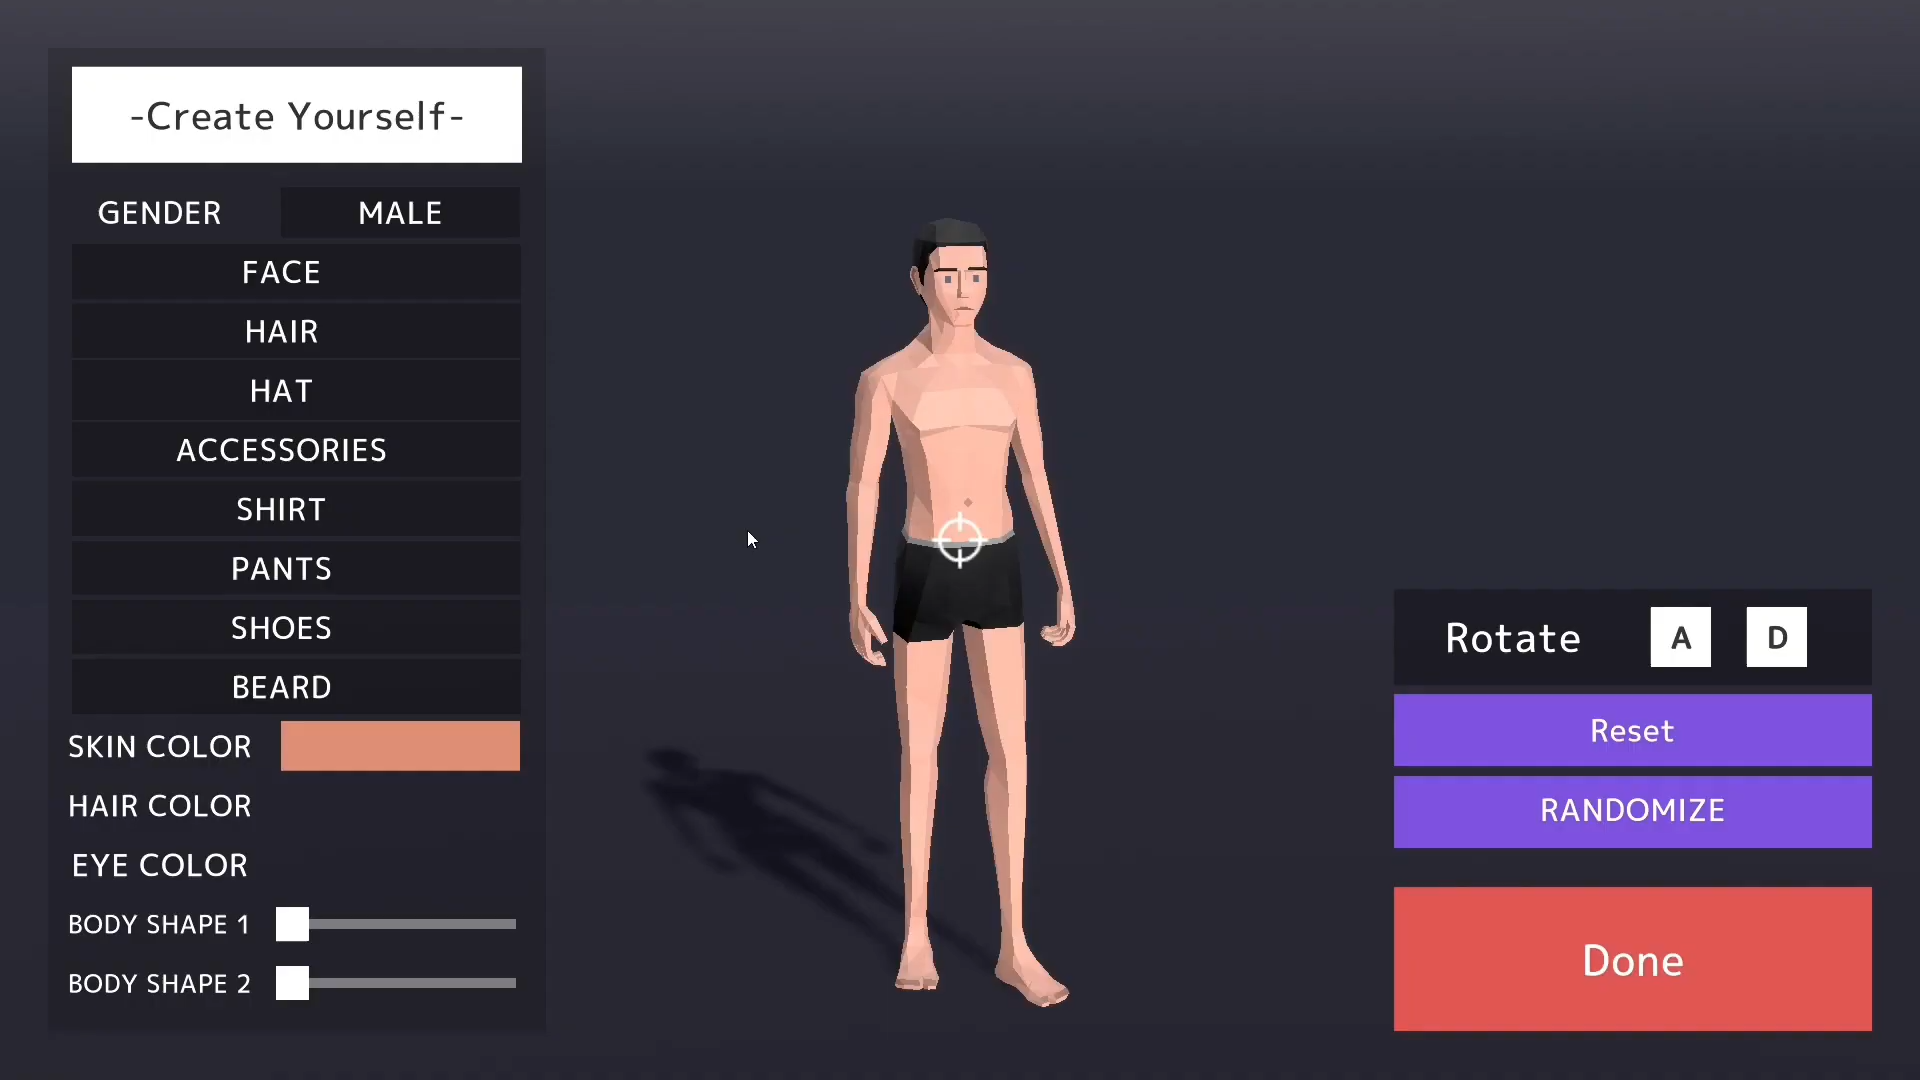 -Create Yourself-
GENDER MALE
FACE
HAIR
HAT
ACCESSORIES
SHIRT
PANTS
SHOES
BEARD
SKIN COLOR
HAIR COLOR
EYE COLOR
BODY SHAPE 1
BODY SHAPE 2
Rotate A D
Reset
RANDOMIZE
Done